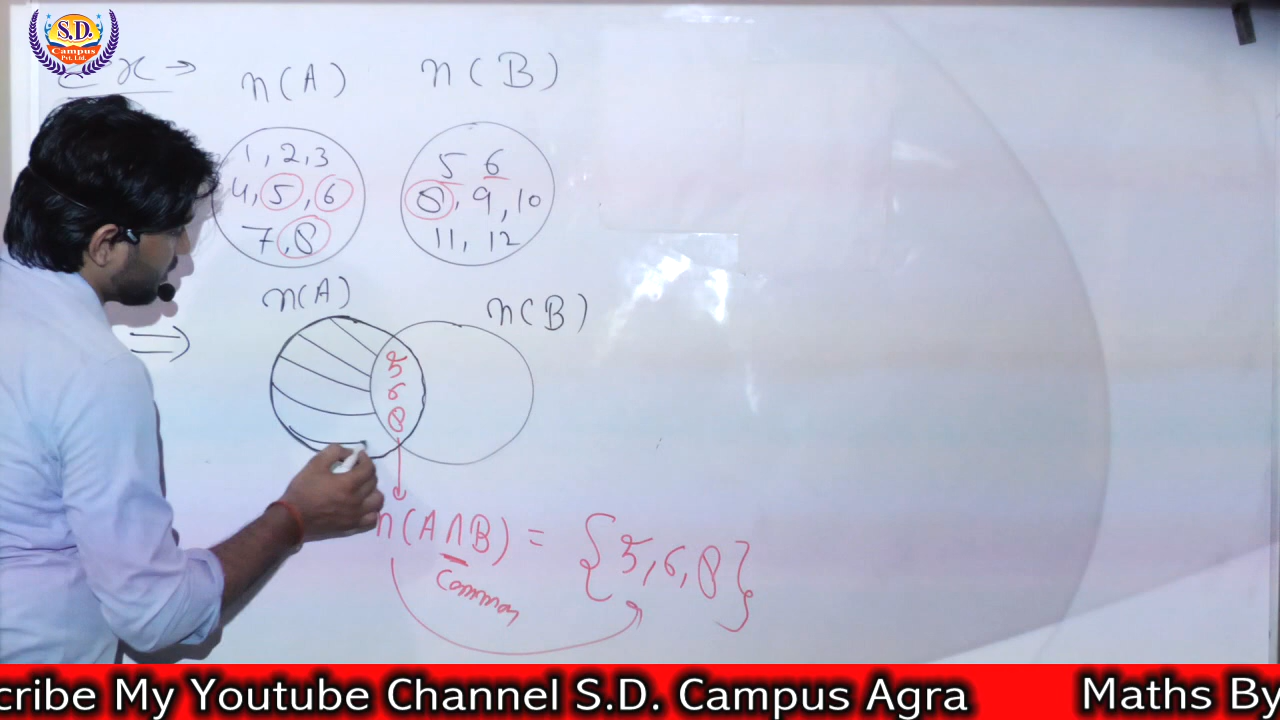 S.D.
Campus
Pvt. Ltd.
Ex →
n(A)
n(B)
1, 2, 3
4, 5, 6
7, 8
5 6
8, 9, 10
11, 12
n(A)
n(B)
⇒
5
6
8
n(A∩B) = {5, 6, 8}
Common
cribe My Youtube Channel S.D. Campus Agra Maths By